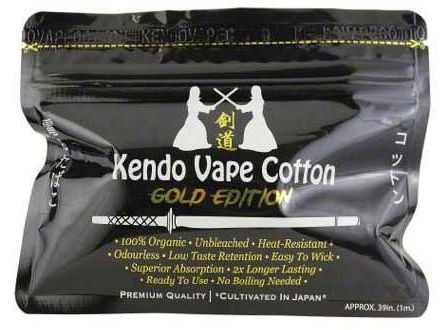 剣道
Kendo Vape Cotton
GOLD EDITION
• 100% Organic • Unbleached • Heat-Resistant •
• Odourless • Low Taste Retention • Easy To Wick •
• Superior Absorption • 2x Longer Lasting •
• Ready To Use • No Boiling Needed •
PREMIUM QUALITY | "CULTIVATED IN JAPAN"
コットン
APPROX. 39in. (1m.)